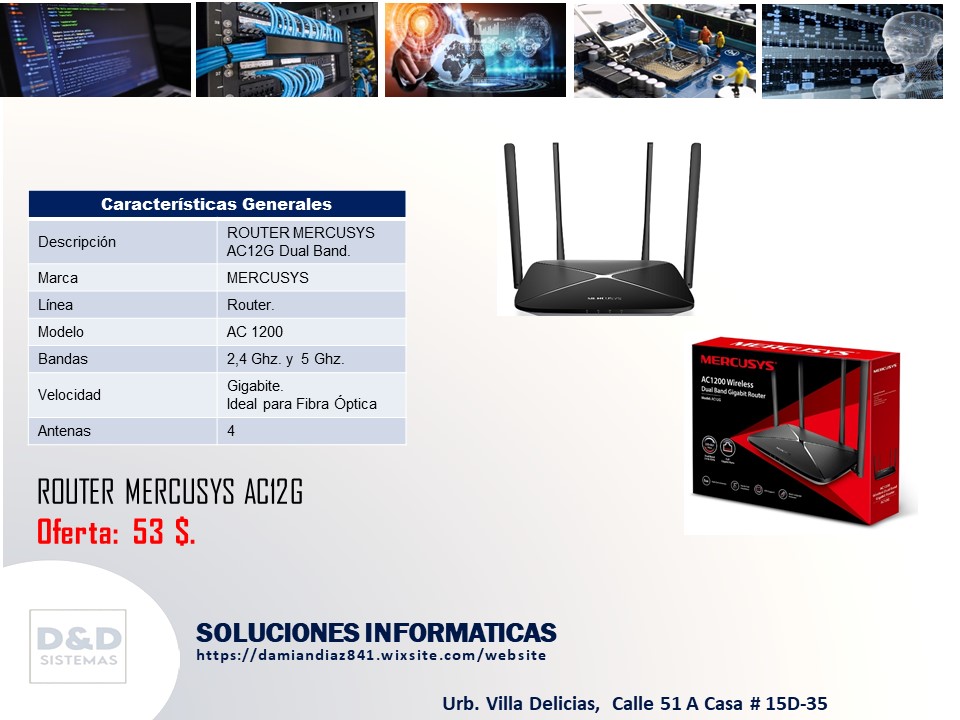 Características Generales
Descripción
ROUTER MERCUSYS
AC12G Dual Band.
Marca
MERCUSYS
Línea
Router.
Modelo
AC 1200
Bandas
2,4 Ghz. y 5 Ghz.
Velocidad
Gigabite.
Ideal para Fibra Óptica
Antenas
4
MERCUSYS
MERCUSYS
MERCUSYS
AC1200 Wireless
Dual Band Gigabit Router
ROUTER MERCUSYS AC12G
Oferta: 53 $.
D&D
SISTEMAS
SOLUCIONES INFORMATICAS
https://damiandiaz841.wixsite.com/website
Urb. Villa Delicias, Calle 51 A Casa # 15D-35